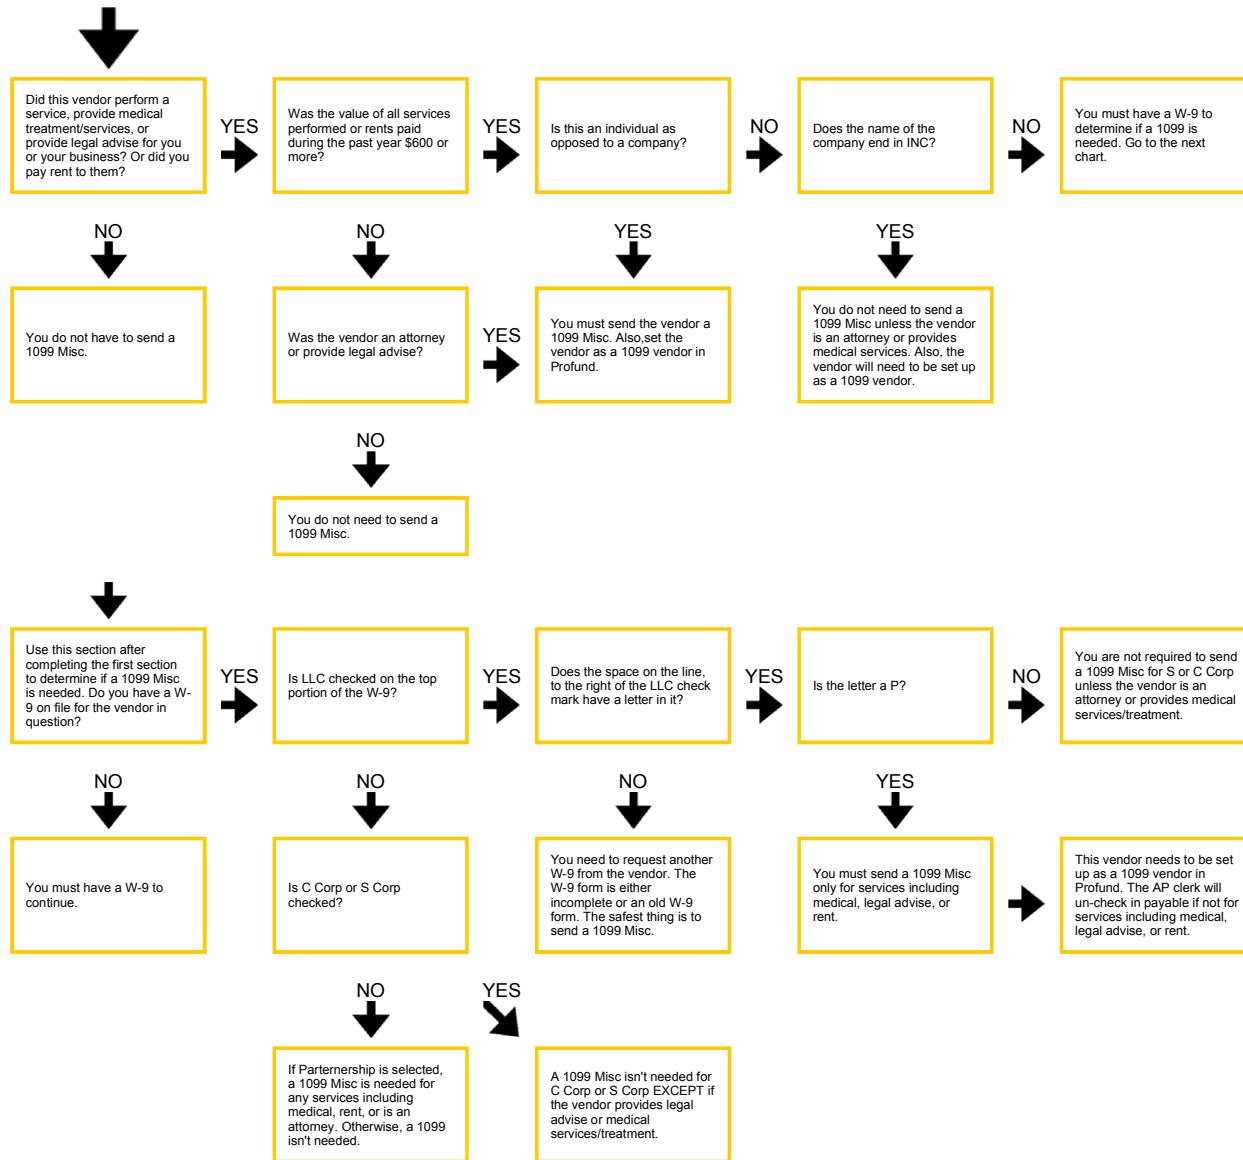 Did this vendor perform a
service, provide medical
treatment/services, or
provide legal advise for you
or your business? Or did you
pay rent to them?
YES
Was the value of all services
performed or rents paid
during the past year $600 or
more?
YES
Is this an individual as
opposed to a company?
NO
Does the name of the
company end in INC?
NO
You must have a W-9 to
determine if a 1099 is
needed. Go to the next
chart.
NO
NO
YES
YES
You do not have to send a
1099 Misc.
Was the vendor an attorney
or provide legal advise?
YES
You must send the vendor a
1099 Misc. Also,set the
vendor as a 1099 vendor in
Profund.
You do not need to send a
1099 Misc unless the vendor
is an attorney or provides
medical services. Also, the
vendor will need to be set up
as a 1099 vendor.
NO
You do not need to send a
1099 Misc.
Use this section after
completing the first section
to determine if a 1099 Misc
is needed. Do you have a W-
9 on file for the vendor in
question?
YES
Is LLC checked on the top
portion of the W-9?
YES
Does the space on the line,
to the right of the LLC check
mark have a letter in it?
YES
Is the letter a P?
NO
You are not required to send
a 1099 Misc for S or C Corp
unless the vendor is an
attorney or provides medical
services/treatment.
NO
NO
NO
YES
You must have a W-9 to
continue.
Is C Corp or S Corp
checked?
You need to request another
W-9 from the vendor. The
W-9 form is either
incomplete or an old W-9
form. The safest thing is to
send a 1099 Misc.
You must send a 1099 Misc
only for services including
medical, legal advise, or
rent.
This vendor needs to be set
up as a 1099 vendor in
Profund. The AP clerk will
un-check in payable if not for
services including medical,
legal advise, or rent.
NO
YES
If Parternership is selected,
a 1099 Misc is needed for
any services including
medical, rent, or is an
attorney. Otherwise, a 1099
isn't needed.
A 1099 Misc isn't needed for
C Corp or S Corp EXCEPT if
the vendor provides legal
advise or medical
services/treatment.